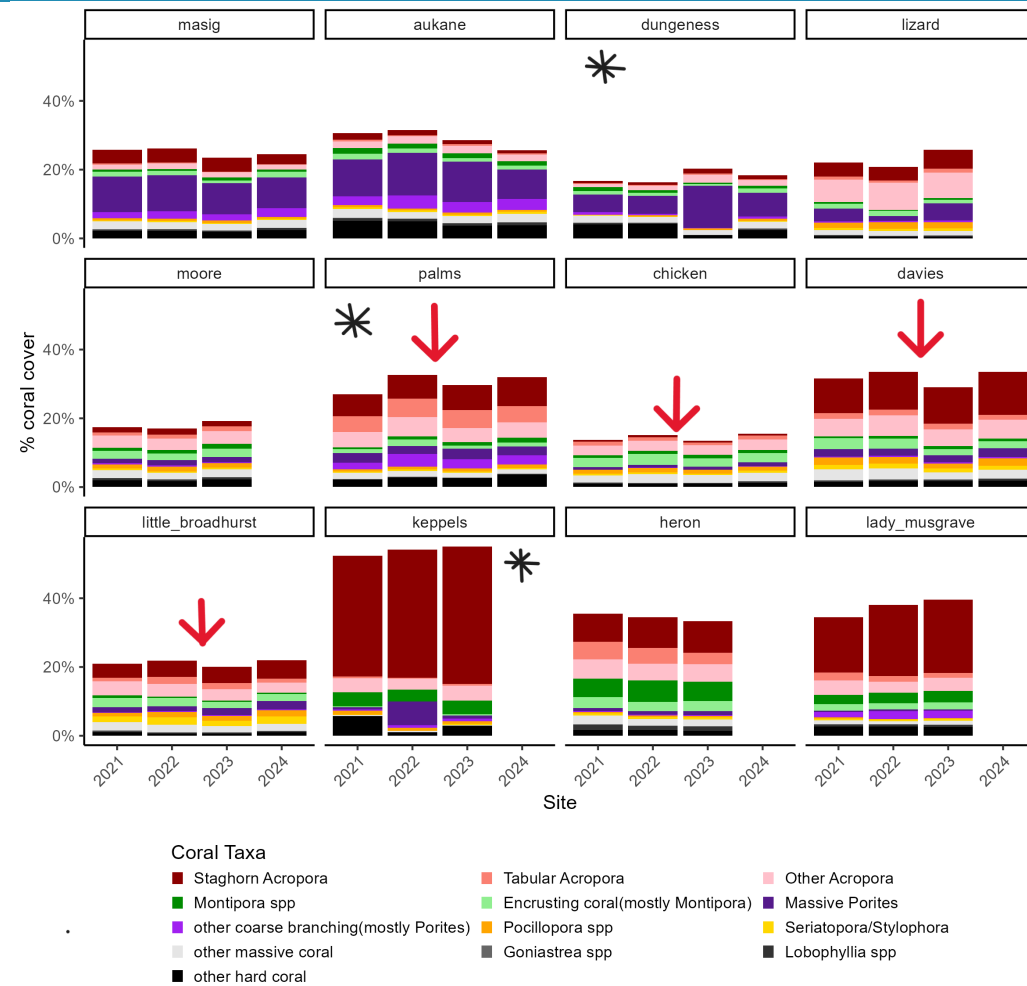 masig aukane dungeness lizard
40%
20%
0%
moore palms chicken davies
% coral cover
40%
20%
0%
little_broadhurst keppels heron lady_musgrave
40%
20%
0%
2021 2022 2023 2024 2021 2022 2023 2024 2021 2022 2023 2024 2021 2022 2023 2024
Site
Coral Taxa
Staghorn Acropora Tabular Acropora Other Acropora
Montipora spp Encrusting coral(mostly Montipora) Massive Porites
other coarse branching(mostly Porites) Pocillopora spp Seriatopora/Stylophora
other massive coral Goniastrea spp Lobophyllia spp
other hard coral